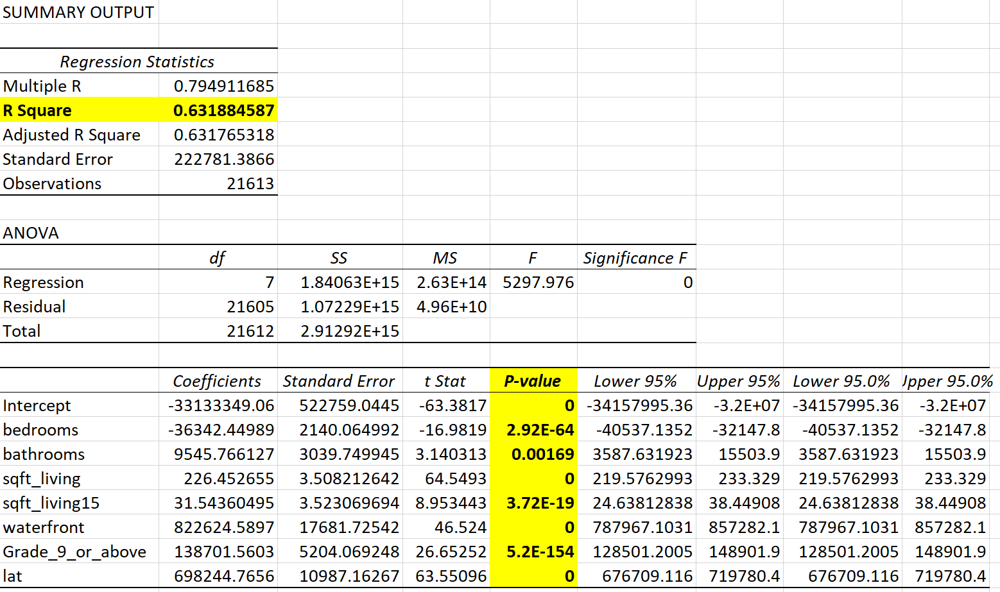 SUMMARY OUTPUT
Regression Statistics
Multiple R 0.794911685
R Square 0.631884587
Adjusted R Square 0.631765318
Standard Error 222781.3866
Observations 21613
ANOVA
df SS MS F Significance F
Regression 7 1.84063E+15 2.63E+14 5297.976 0
Residual 21605 1.07229E+15 4.96E+10
Total 21612 2.91292E+15
Coefficients Standard Error t Stat P-value Lower 95% Upper 95% Lower 95.0% Upper 95.0%
Intercept -33133349.06 522759.0445 -63.3817 0 -34157995.36 -3.2E+07 -34157995.36 -3.2E+07
bedrooms -36342.44989 2140.064992 -16.9819 2.92E-64 -40537.1352 -32147.8 -40537.1352 -32147.8
bathrooms 9545.766127 3039.749945 3.140313 0.00169 3587.631923 15503.9 3587.631923 15503.9
sqft_living 226.452655 3.508212642 64.5493 0 219.5762993 233.329 219.5762993 233.329
sqft_living15 31.54360495 3.523069694 8.953443 3.72E-19 24.63812838 38.44908 24.63812838 38.44908
waterfront 822624.5897 17681.72542 46.524 0 787967.1031 857282.1 787967.1031 857282.1
Grade_9_or_above 138701.5603 5204.069248 26.65252 5.2E-154 128501.2005 148901.9 128501.2005 148901.9
lat 698244.7656 10987.16267 63.55096 0 676709.116 719780.4 676709.116 719780.4